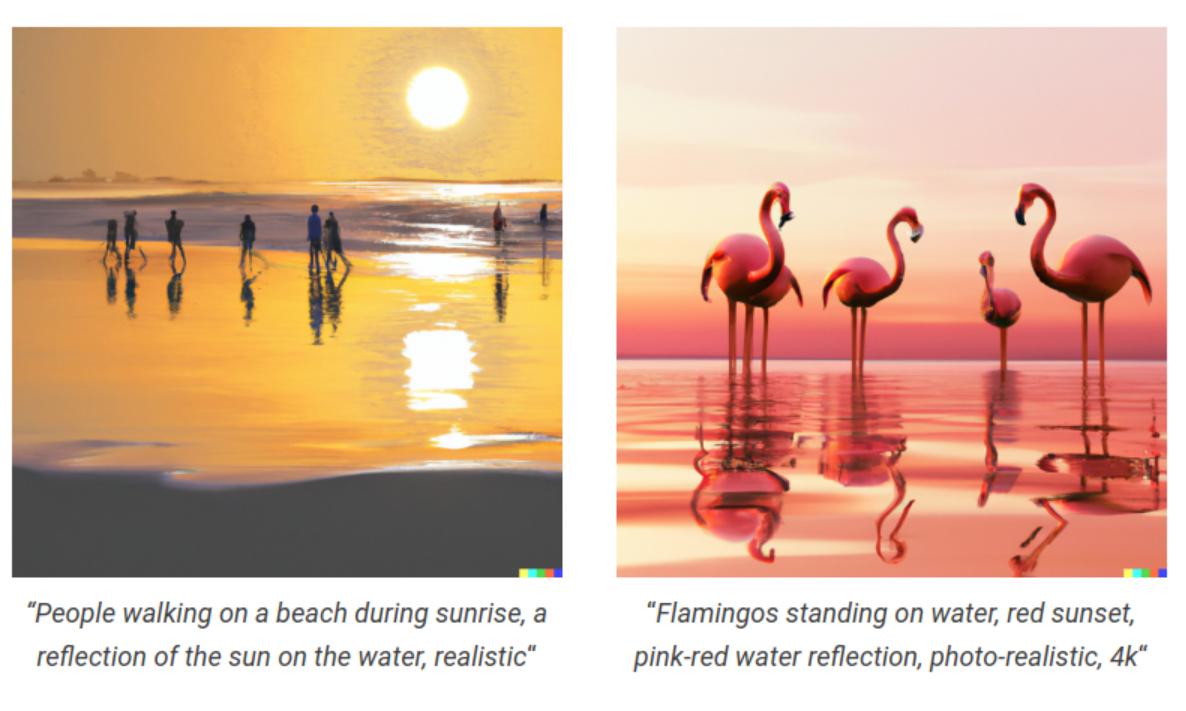 “People walking on a beach during sunrise, a
reflection of the sun on the water, realistic“
“Flamingos standing on water, red sunset,
pink-red water reflection, photo-realistic, 4k“